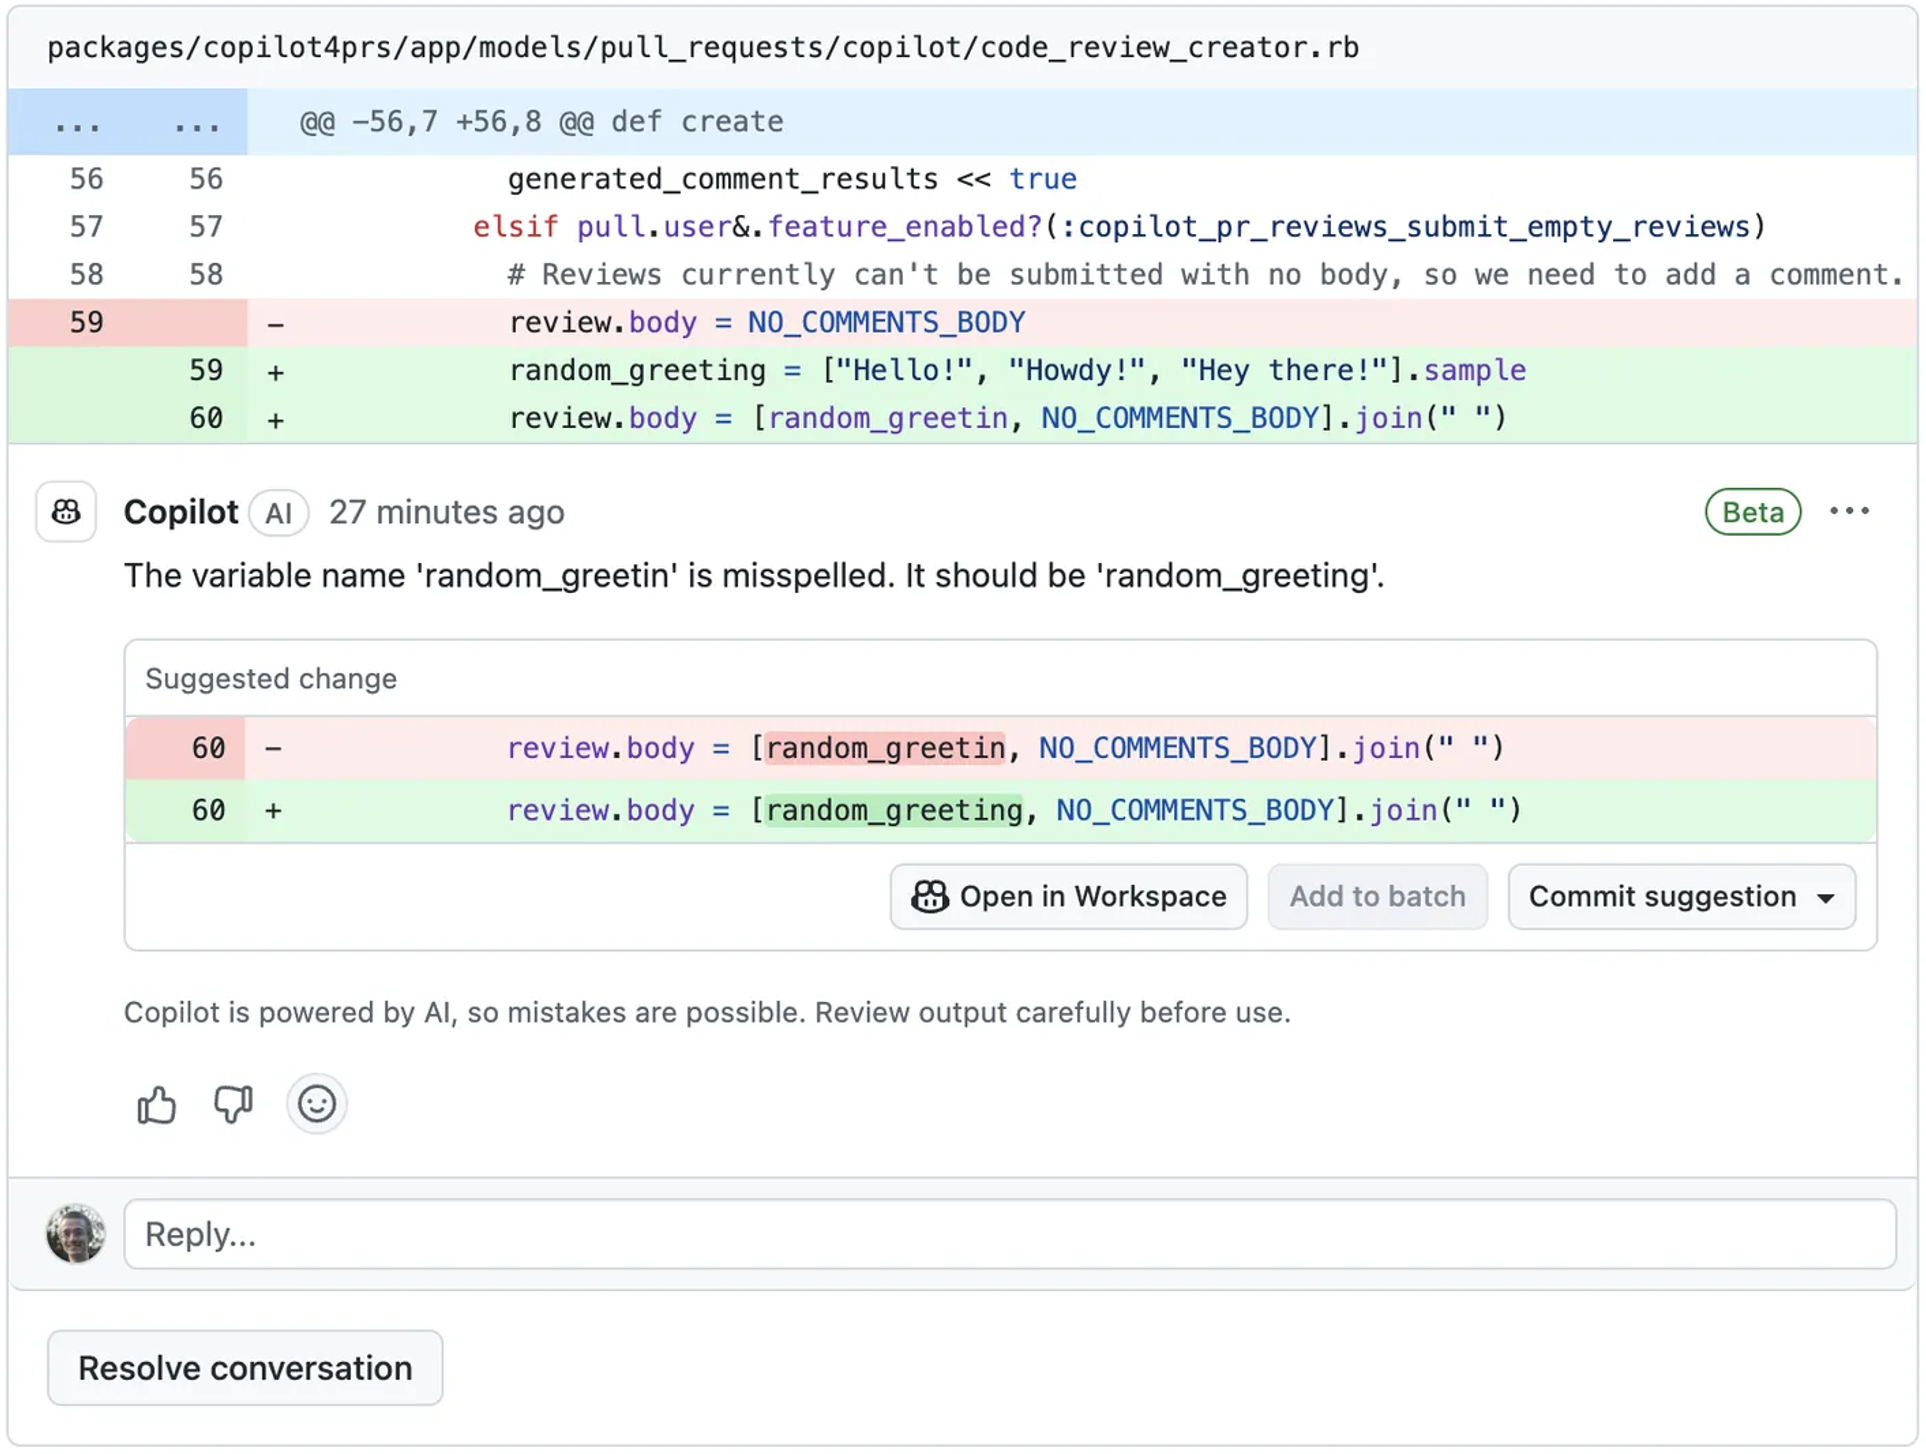 packages/copilot4prs/app/models/pull_requests/copilot/code_review_creator.rb
... ... @@ -56,7 +56,8 @@ def create
56 56 generated_comment_results << true
57 57 elsif pull.user&.feature_enabled?(:copilot_pr_reviews_submit_empty_reviews)
58 58 # Reviews currently can't be submitted with no body, so we need to add a comment.
59 - review.body = NO_COMMENTS_BODY
59 + random_greeting = ["Hello!", "Howdy!", "Hey there!"].sample
60 + review.body = [random_greetin, NO_COMMENTS_BODY].join(" ")
Copilot AI 27 minutes ago Beta ...
The variable name 'random_greetin' is misspelled. It should be 'random_greeting'.
Suggested change
60 - review.body = [random_greetin, NO_COMMENTS_BODY].join(" ")
60 + review.body = [random_greeting, NO_COMMENTS_BODY].join(" ")
Open in Workspace Add to batch Commit suggestion
Copilot is powered by AI, so mistakes are possible. Review output carefully before use.
Reply...
Resolve conversation